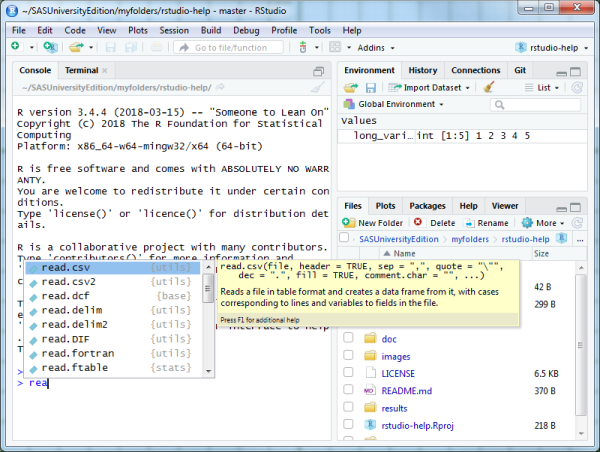 ~/SASUniversityEdition/myfolders/rstudio-help - master - RStudio
File Edit Code View Plots Session Build Debug Profile Tools Help
Go to file/function Addins rstudio-help
Console Terminal
~/SASUniversityEdition/myfolders/rstudio-help/
R version 3.4.4 (2018-03-15) -- "Someone to Lean On"
Copyright (C) 2018 The R Foundation for Statistical
Computing
Platform: x86_64-w64-mingw32/x64 (64-bit)
R is free software and comes with ABSOLUTELY NO WARR
ANTY.
You are welcome to redistribute it under certain con
ditions.
Type 'license()' or 'licence()' for distribution det
ails.
R is a collaborative project with many contributors.
Type 'contributors()' for more information and
read.csv {utils}
read.csv2 {utils}
read.dcf {base}
read.delim {utils}
read.delim2 {utils}
read.DIF {utils}
read.fortran {utils}
read.ftable {stats}
interface to help
>
> rea
read.csv(file, header = TRUE, sep = ",", quote = "\"",
dec = ".", fill = TRUE, comment.char = "", ...)
Reads a file in table format and creates a data frame from it, with cases
corresponding to lines and variables to fields in the file.
Press F1 for additional help
Environment History Connections Git
Import Dataset List
Global Environment
Values
long_vari… int [1:5] 1 2 3 4 5
Files Plots Packages Help Viewer
New Folder Delete Rename More
SASUniversityEdition myfolders rstudio-help ...
Name Size
42 B
299 B
doc
images
LICENSE 6.5 KB
README.md 370 B
results
rstudio-help.Rproj 218 B